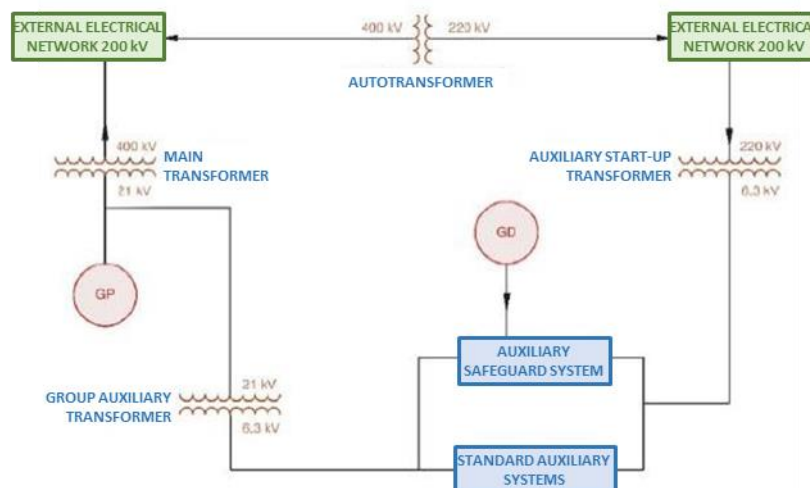 EXTERNAL ELECTRICAL
NETWORK 200 kV
400 kV
220 kV
EXTERNAL ELECTRICAL
NETWORK 200 kV
AUTOTRANSFORMER
400 kV
MAIN
TRANSFORMER
21 kV
AUXILIARY START-UP
TRANSFORMER
220 kV
6.3 kV
GP
GD
AUXILIARY
SAFEGUARD SYSTEM
GROUP AUXILIARY
TRANSFORMER
21 kV
6.3 kV
STANDARD AUXILIARY
SYSTEMS